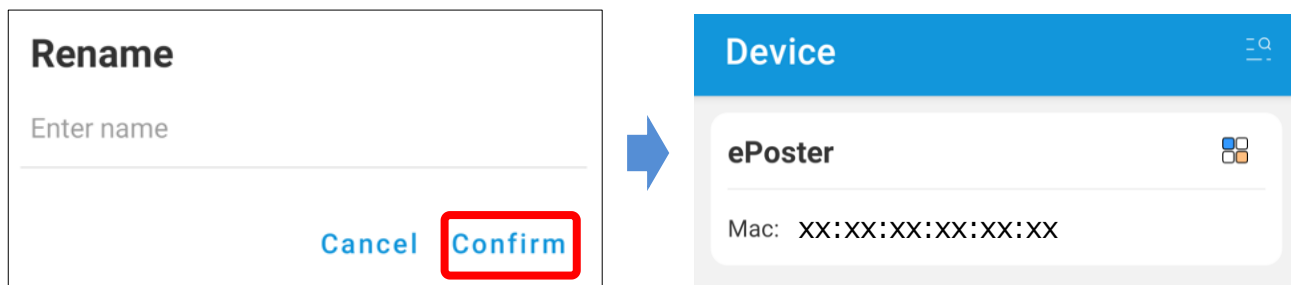 Rename
Enter name
Cancel Confirm
Device
ePoster
Mac: xx:xx:xx:xx:xx:xx